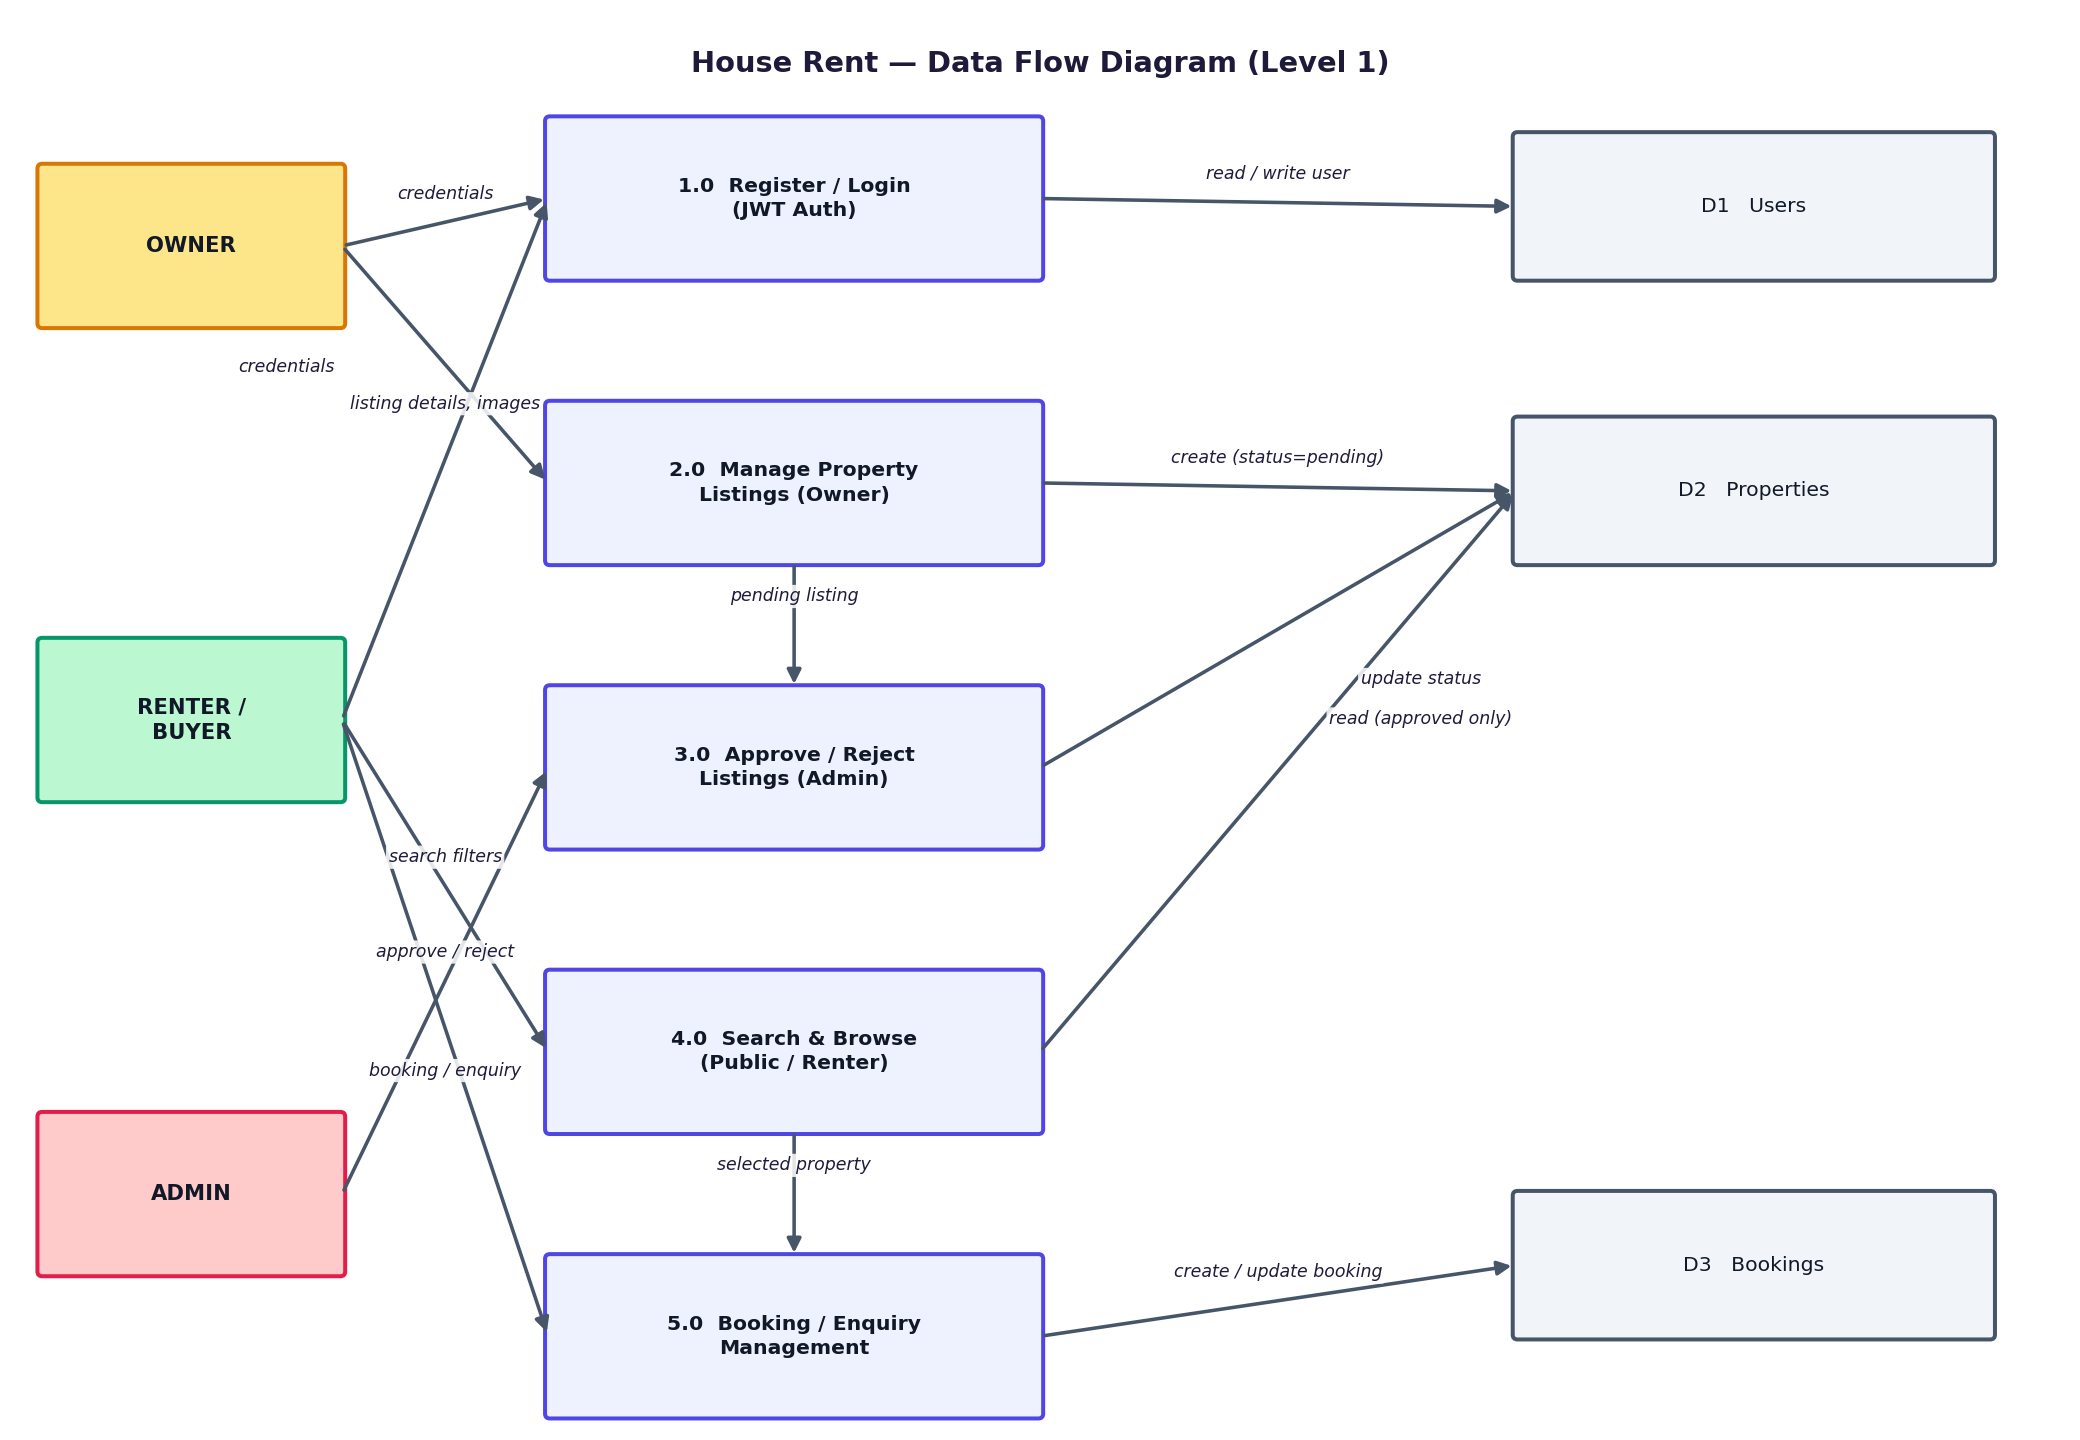 House Rent — Data Flow Diagram (Level 1)
OWNER
credentials
1.0  Register / Login
(JWT Auth)
read / write user
D1   Users
credentials
listing details, images
2.0  Manage Property
Listings (Owner)
create (status=pending)
D2   Properties
pending listing
RENTER /
BUYER
3.0  Approve / Reject
Listings (Admin)
update status
read (approved only)
search filters
approve / reject
booking / enquiry
4.0  Search & Browse
(Public / Renter)
selected property
ADMIN
5.0  Booking / Enquiry
Management
create / update booking
D3   Bookings